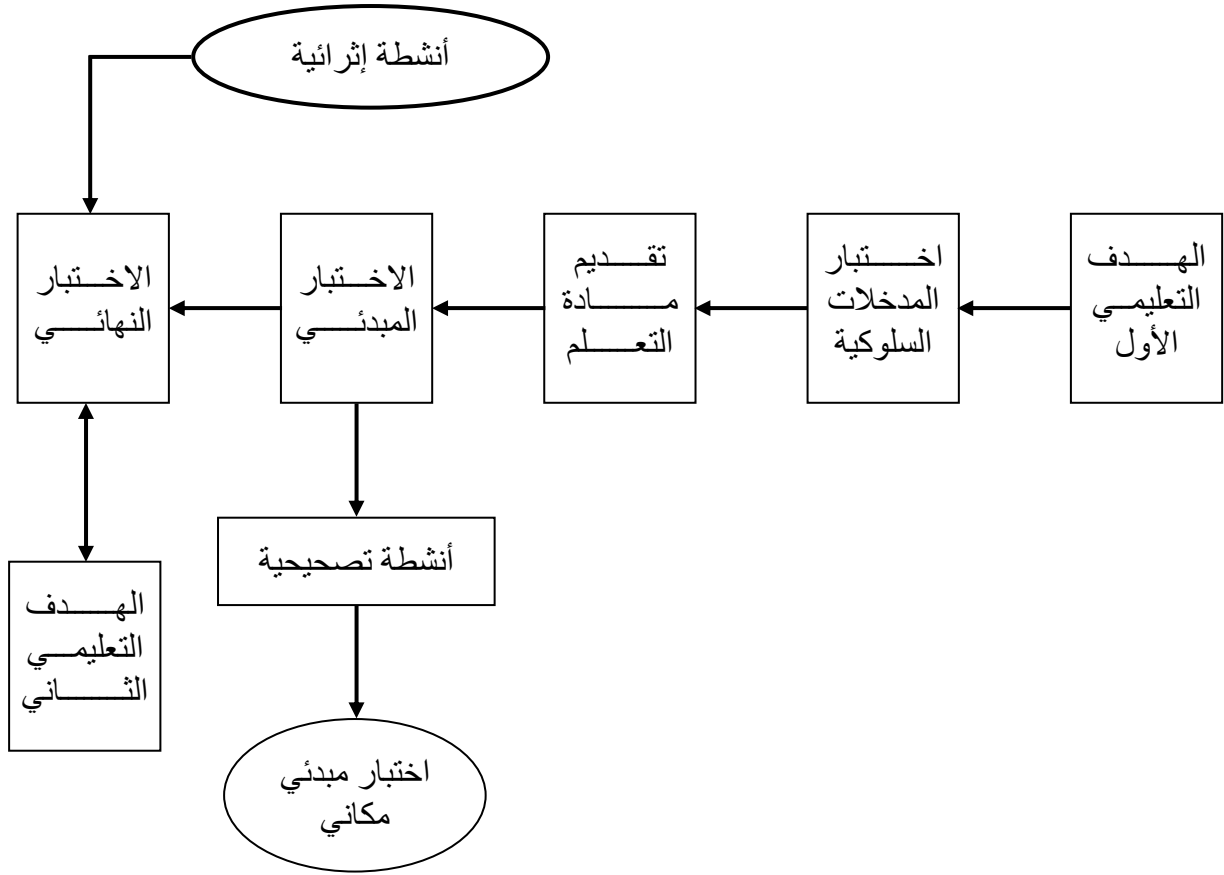 أنشطة إثرائية
الهدف
التعليمي
الأول
اختبار
المدخلات
السلوكية
تقديم
مادة
التعلم
الاختبار
المبدئي
الاختبار
النهائي
أنشطة تصحيحية
الهدف
التعليمي
الثاني
اختبار مبدئي
مكاني